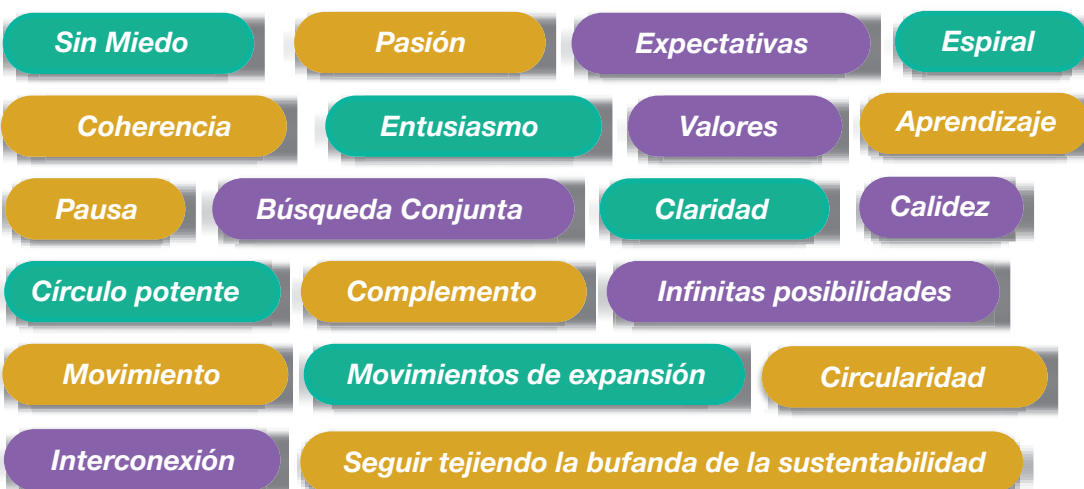 Sin Miedo
Pasión
Expectativas
Espiral
Coherencia
Entusiasmo
Valores
Aprendizaje
Pausa
Búsqueda Conjunta
Claridad
Calidez
Círculo potente
Complemento
Infinitas posibilidades
Movimiento
Movimientos de expansión
Circularidad
Interconexión
Seguir tejiendo la bufanda de la sustentabilidad